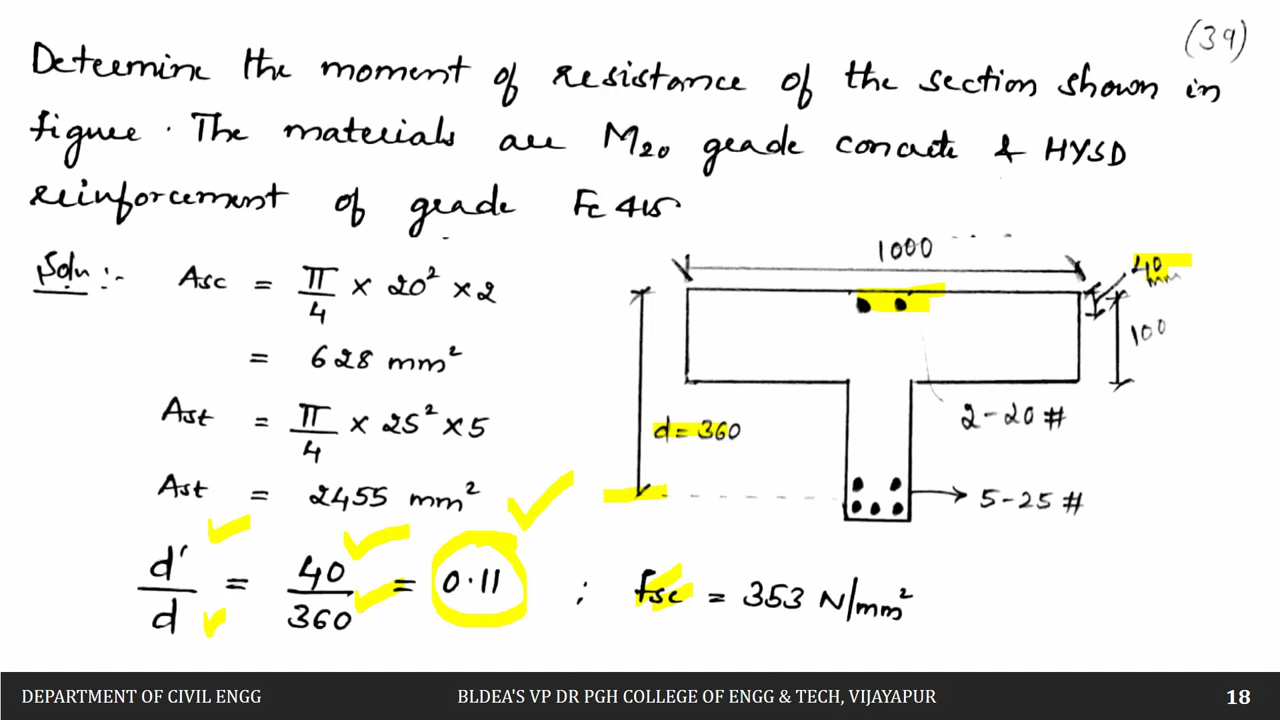 (39)
Determine the moment of resistance of the section shown in
figure. The materials are M20 grade concrete & HYSD
reinforcement of grade Fe 415
Soln :-
Asc = π/4 × 20² × 2
= 628 mm²
Ast = π/4 × 25² × 5
Ast = 2455 mm²
d'/d = 40/360 = 0.11 ; fsc = 353 N/mm²
1000
40
mm
100
d = 360
2-20 #
5-25 #
DEPARTMENT OF CIVIL ENGG
BLDEA'S VP DR PGH COLLEGE OF ENGG & TECH, VIJAYAPUR
18